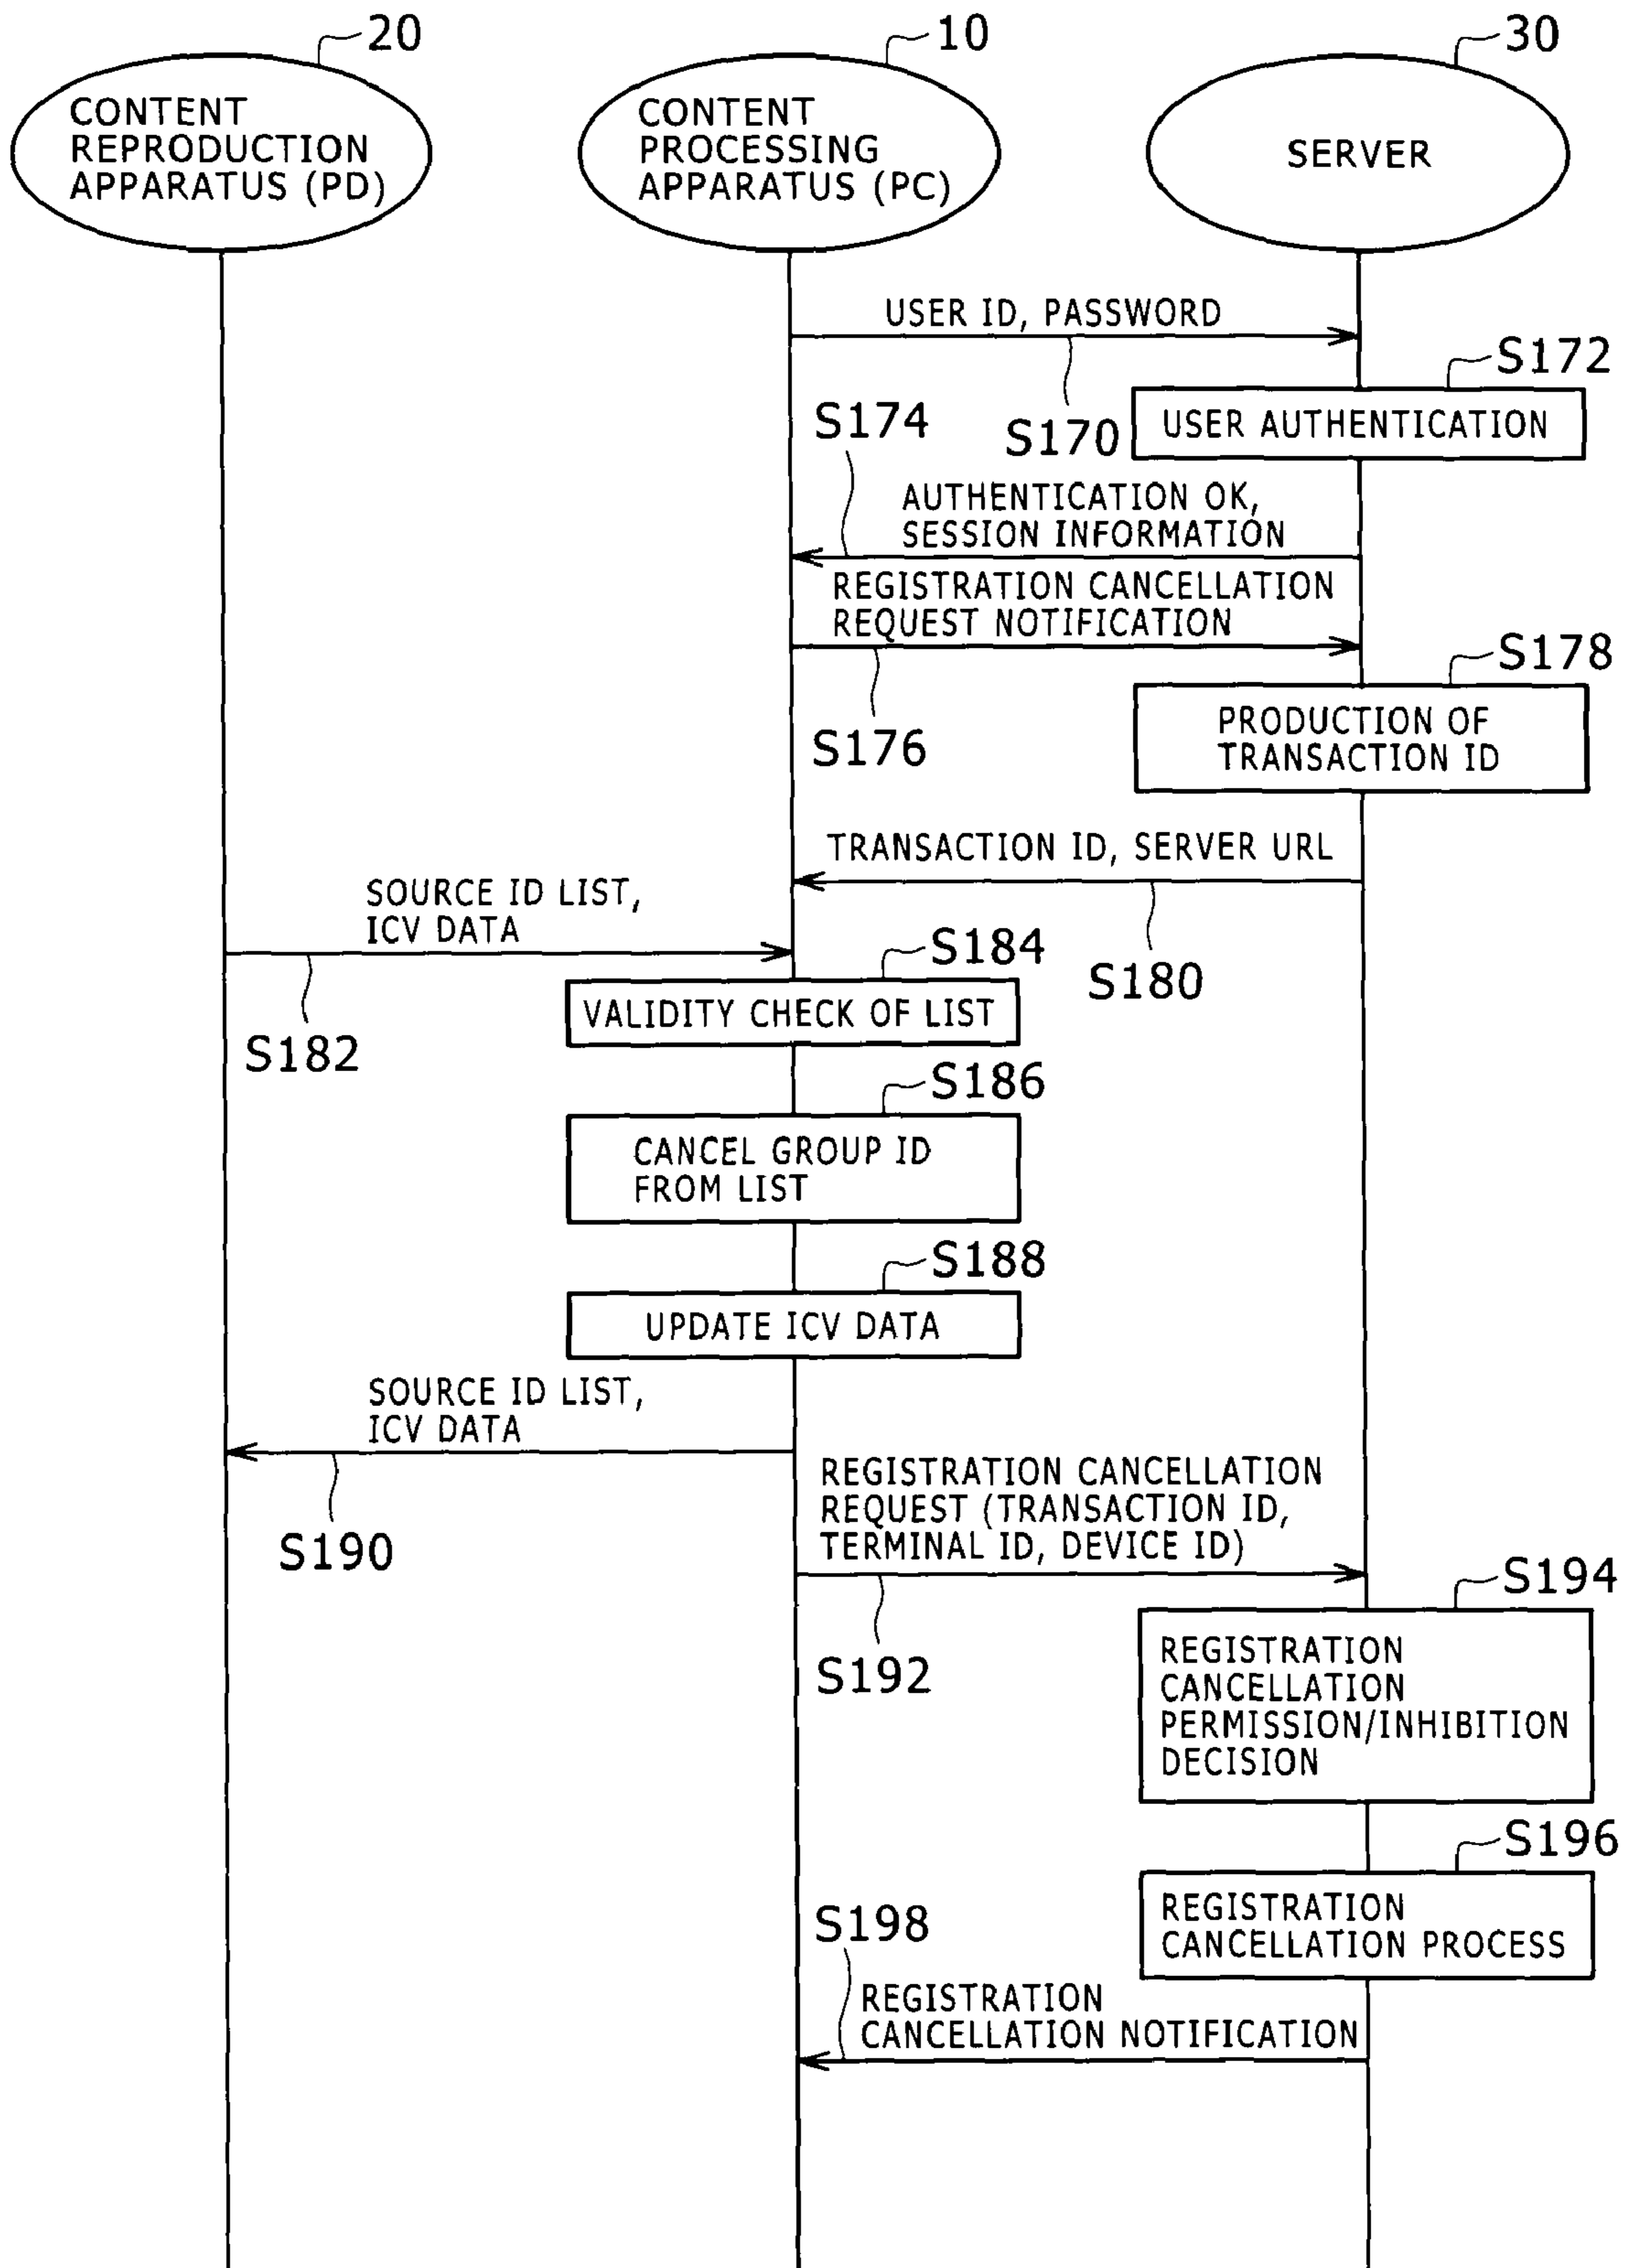 20
10
30
CONTENT
REPRODUCTION
APPARATUS (PD)
CONTENT
PROCESSING
APPARATUS (PC)
SERVER
USER ID, PASSWORD
S170
S172
USER AUTHENTICATION
S174
AUTHENTICATION OK,
SESSION INFORMATION
REGISTRATION CANCELLATION
REQUEST NOTIFICATION
S176
S178
PRODUCTION OF
TRANSACTION ID
TRANSACTION ID, SERVER URL
S180
SOURCE ID LIST,
ICV DATA
S182
S184
VALIDITY CHECK OF LIST
S186
CANCEL GROUP ID
FROM LIST
S188
UPDATE ICV DATA
SOURCE ID LIST,
ICV DATA
S190
REGISTRATION CANCELLATION
REQUEST (TRANSACTION ID,
TERMINAL ID, DEVICE ID)
S192
S194
REGISTRATION
CANCELLATION
PERMISSION/INHIBITION
DECISION
S196
REGISTRATION
CANCELLATION PROCESS
S198
REGISTRATION
CANCELLATION NOTIFICATION